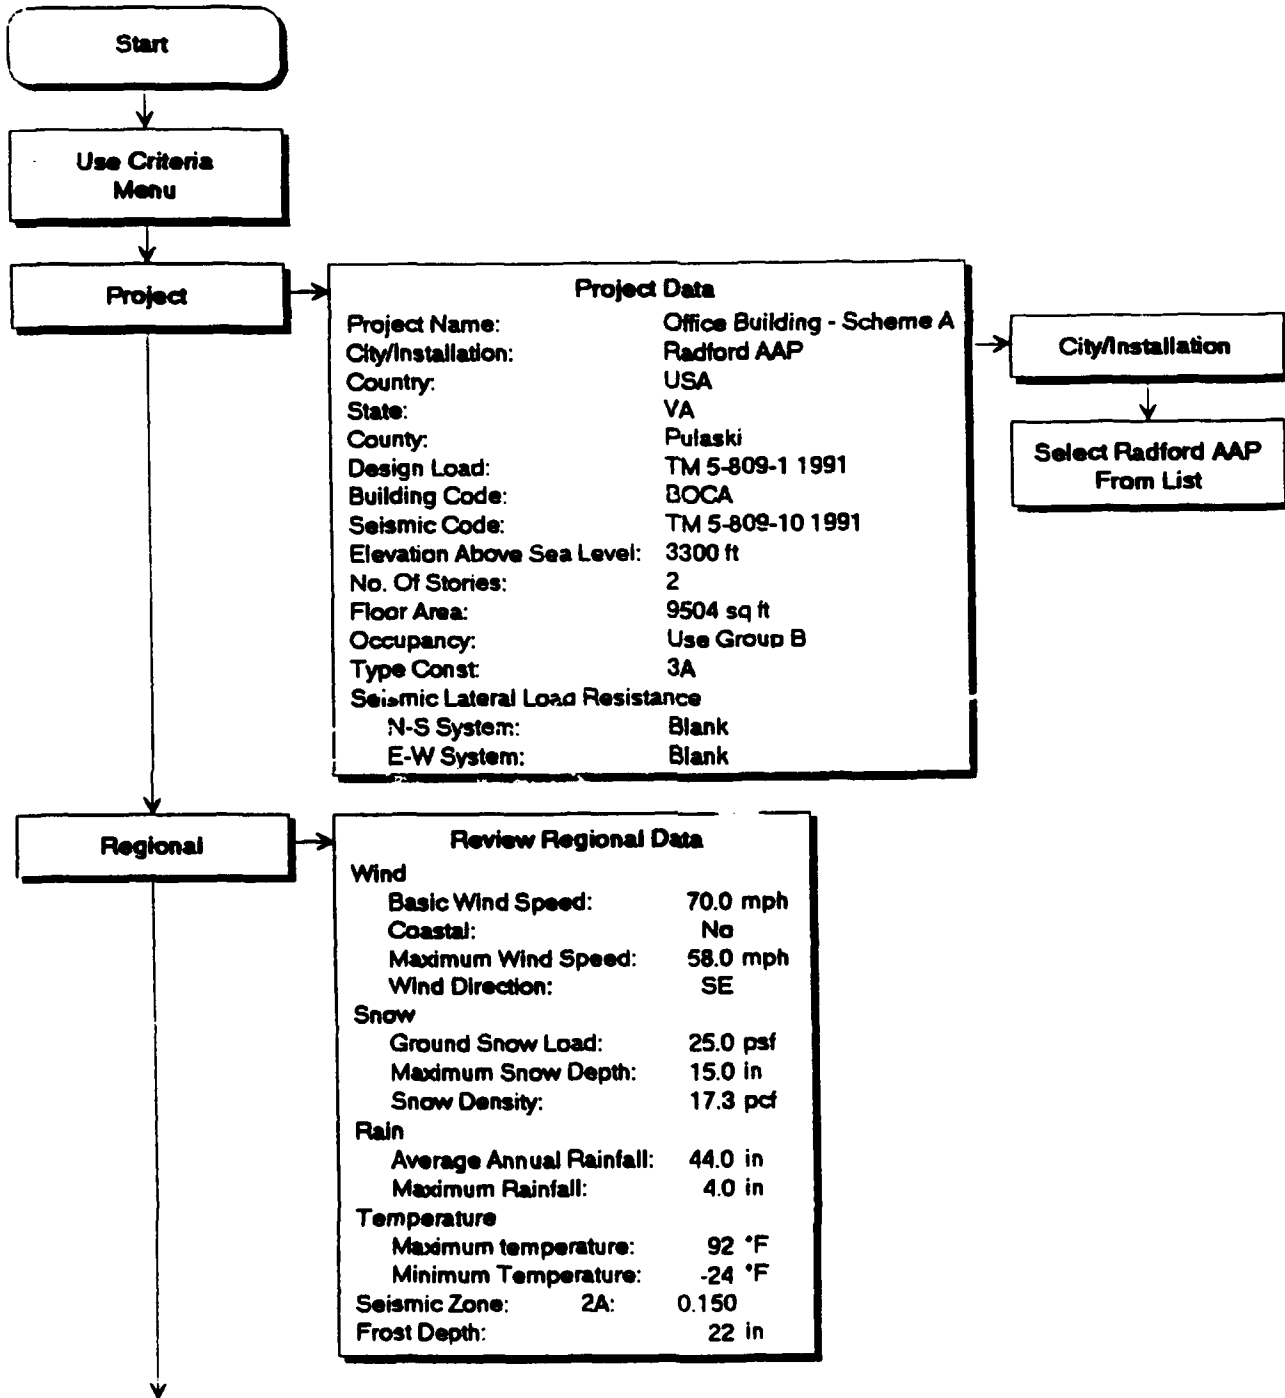 Start
Use Criteria
Menu
Project
Project Data
Project Name: Office Building - Scheme A
City/Installation: Radford AAP
Country: USA
State: VA
County: Pulaski
Design Load: TM 5-809-1 1991
Building Code: BOCA
Seismic Code: TM 5-809-10 1991
Elevation Above Sea Level: 3300 ft
No. Of Stories: 2
Floor Area: 9504 sq ft
Occupancy: Use Group B
Type Const: 3A
Seismic Lateral Load Resistance
N-S System: Blank
E-W System: Blank
City/Installation
Select Radford AAP
From List
Regional
Review Regional Data
Wind
Basic Wind Speed: 70.0 mph
Coastal: No
Maximum Wind Speed: 58.0 mph
Wind Direction: SE
Snow
Ground Snow Load: 25.0 psf
Maximum Snow Depth: 15.0 in
Snow Density: 17.3 pcf
Rain
Average Annual Rainfall: 44.0 in
Maximum Rainfall: 4.0 in
Temperature
Maximum temperature: 92 °F
Minimum Temperature: -24 °F
Seismic Zone: 2A: 0.150
Frost Depth: 22 in